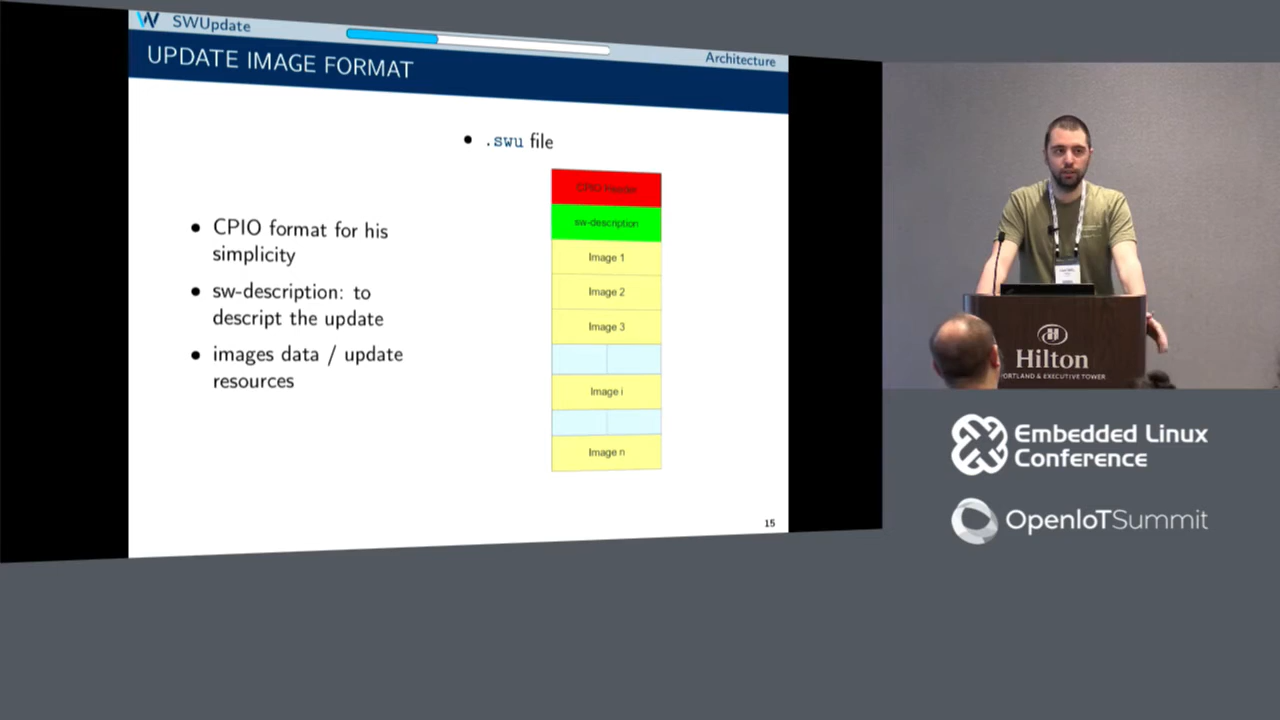 SWUpdate
Architecture
UPDATE IMAGE FORMAT
CPIO format for his
simplicity
sw-description: to
descript the update
images data / update
resources
.swu file
CPIO Header
sw-description
Image 1
Image 2
Image 3
Image i
Image n
15
Hilton
PORTLAND & EXECUTIVE TOWER
Embedded Linux
Conference
OpenIoTSummit